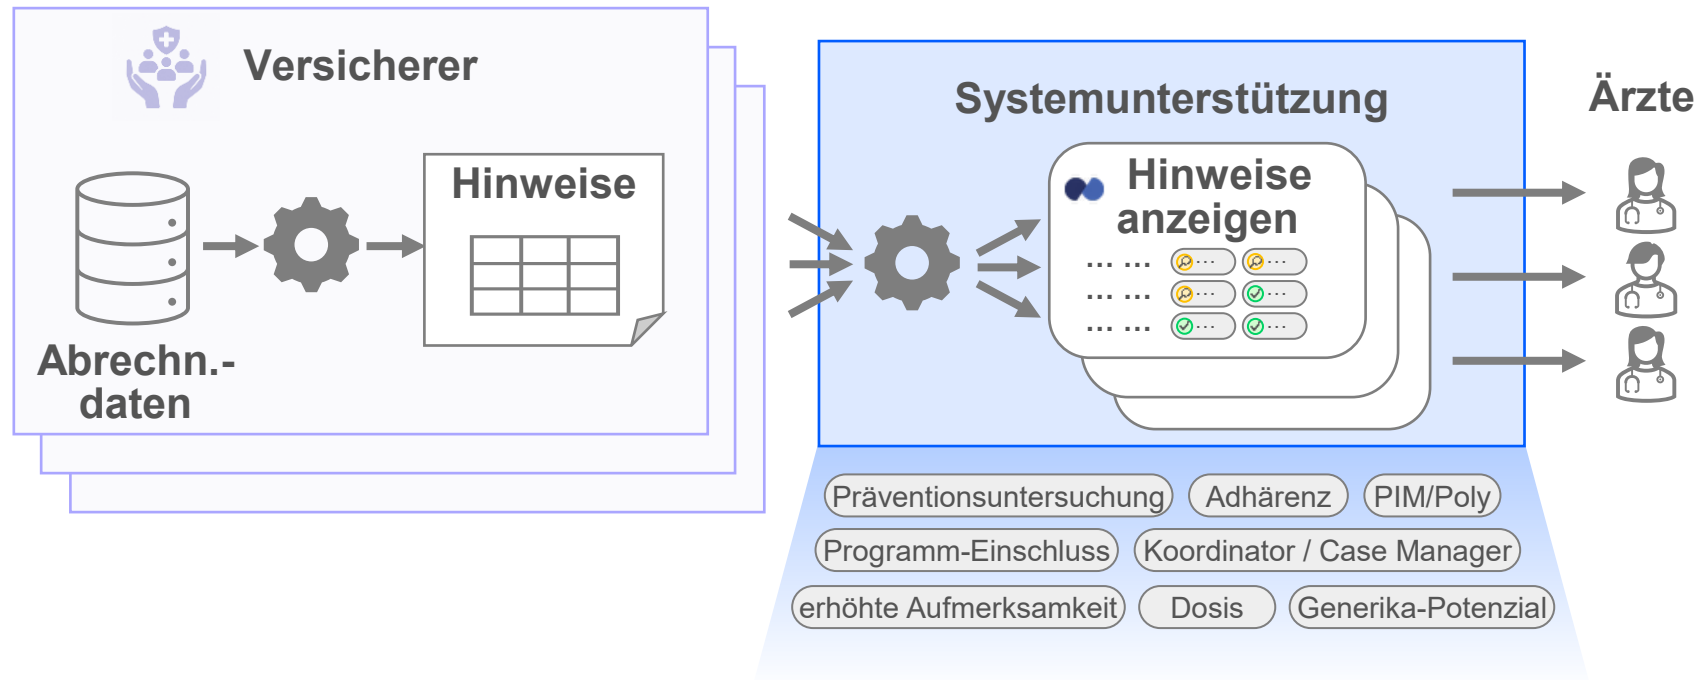 Versicherer
Hinweise
Abrechn.-
daten
Systemunterstützung
Hinweise
anzeigen
... ... ... ...
... ... ... ...
... ... ... ...
Ärzte
Präventionsuntersuchung Adhärenz PIM/Poly
Programm-Einschluss Koordinator / Case Manager
erhöhte Aufmerksamkeit Dosis Generika-Potenzial